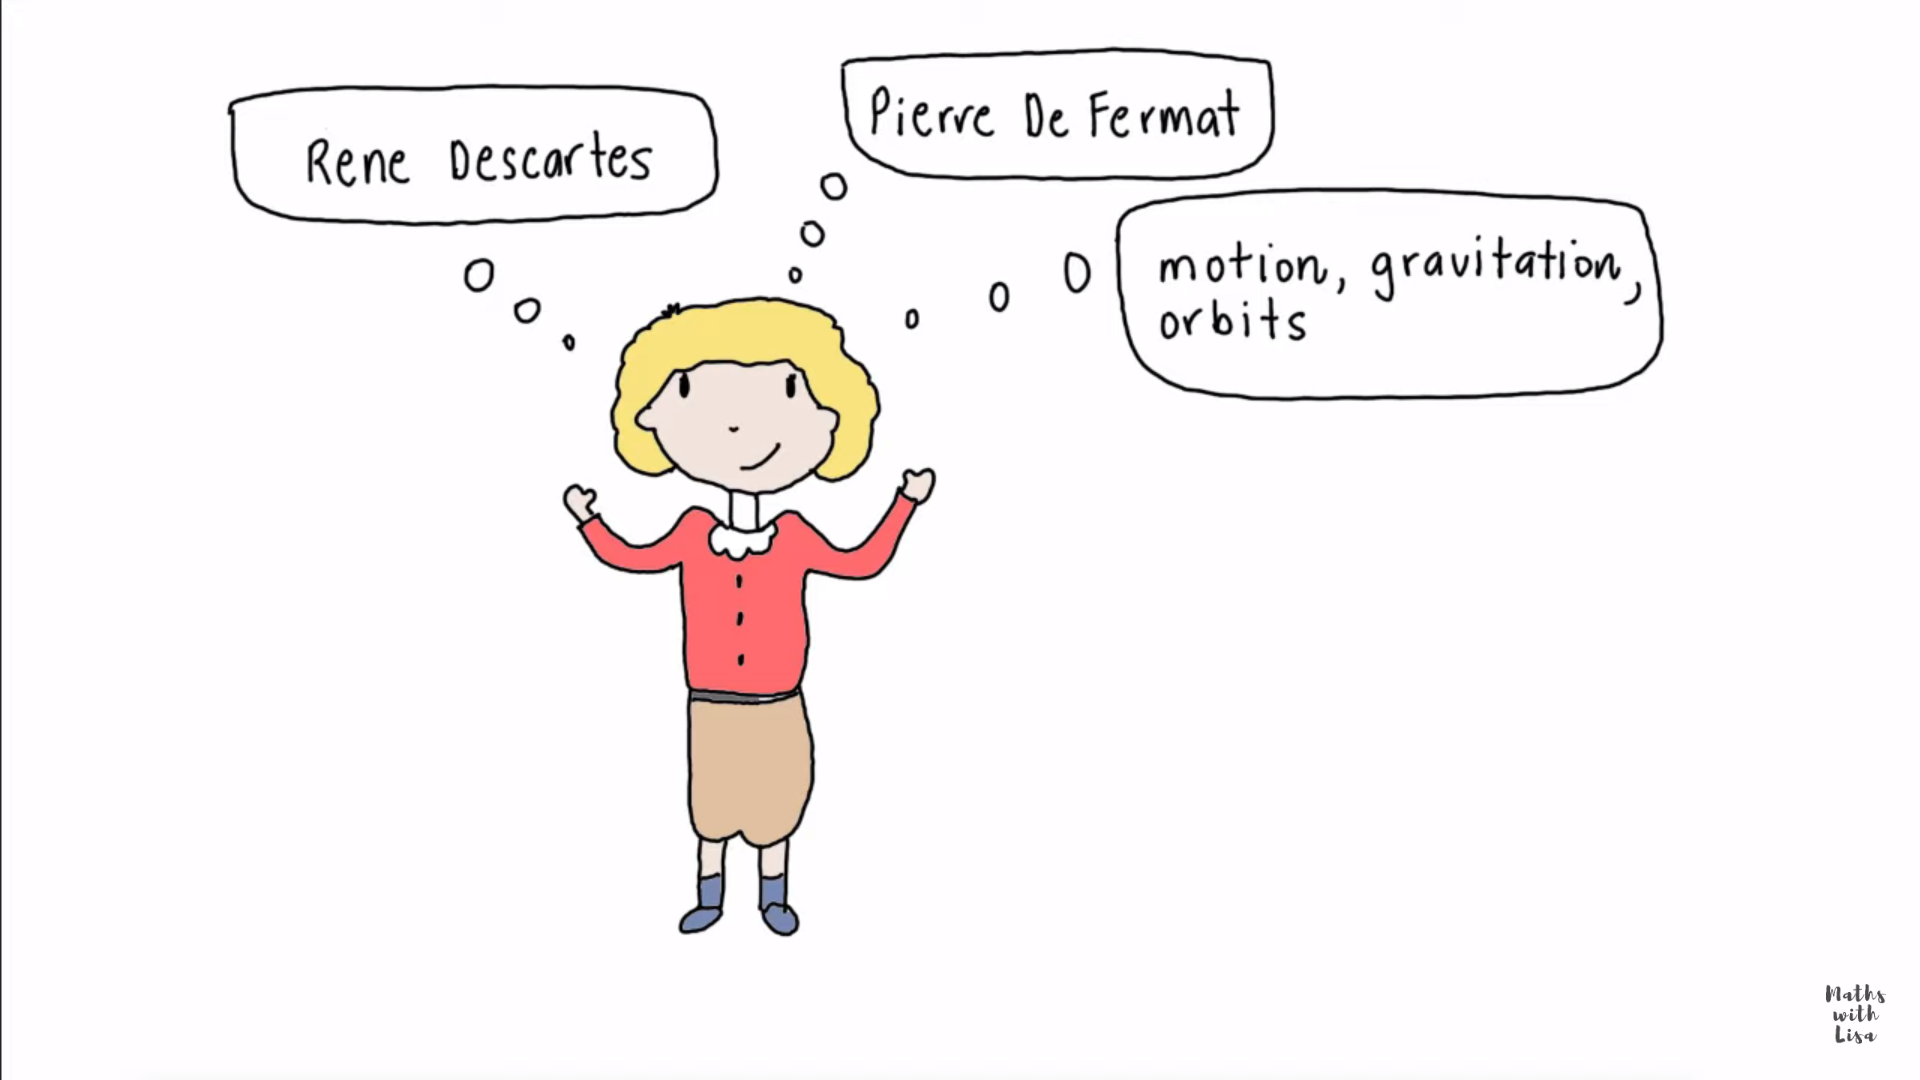 Rene Descartes
Pierre De Fermat
motion, gravitation,
orbits
Maths
with
Lisa